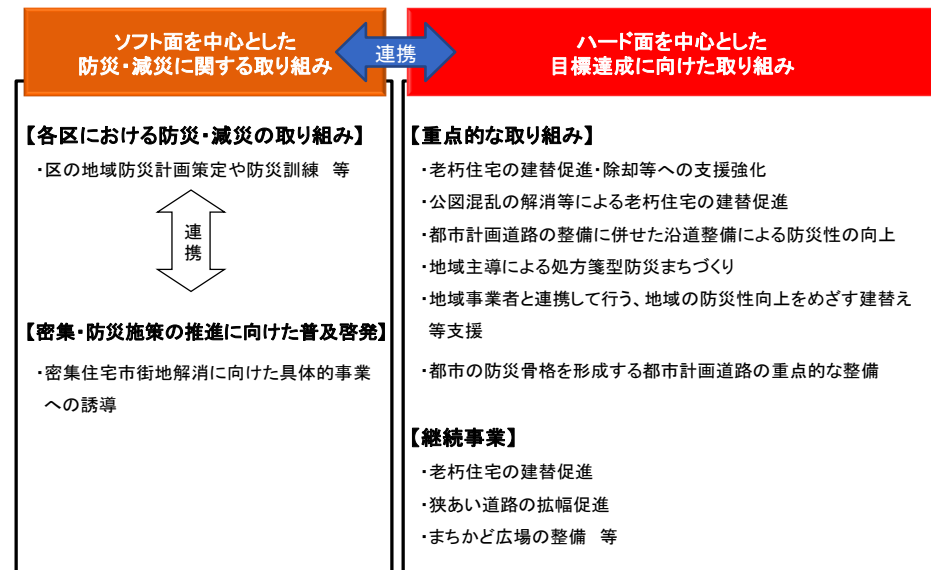 ソフト面を中心とした
防災・減災に関する取り組み
連携
ハード面を中心とした
目標達成に向けた取り組み
【各区における防災・減災の取り組み】
・区の地域防災計画策定や防災訓練　等
連
携
【密集・防災施策の推進に向けた普及啓発】
・密集住宅市街地解消に向けた具体的事業
への誘導
【重点的な取り組み】
・老朽住宅の建替促進・除却等への支援強化
・公図混乱の解消等による老朽住宅の建替促進
・都市計画道路の整備に併せた沿道整備による防災性の向上
・地域主導による処方箋型防災まちづくり
・地域事業者と連携して行う、地域の防災性向上をめざす建替え
等支援
・都市の防災骨格を形成する都市計画道路の重点的な整備
【継続事業】
・老朽住宅の建替促進
・狭あい道路の拡幅促進
・まちかど広場の整備　等